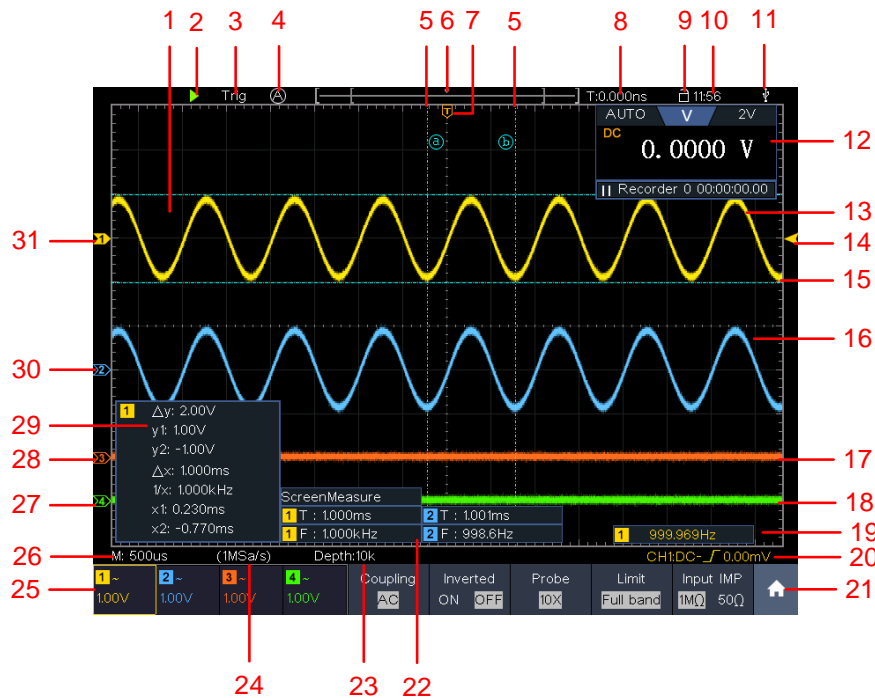 1 2 3 4 5 6 7 5 8 9 10 11
Trig A T:0.000ns 11:56
T
AUTO V 2V
DC
0.0000 V
Recorder 0 00:00:00.00
a b
12
13
31 1 14
15
16
30 2
1 △y: 2.00V
29 y1: 1.00V
y2: -1.00V
28 3 17
△x: 1.000ms
1/x: 1.000kHz
27 4 18
x1: 0.230ms
x2: -0.770ms
ScreenMeasure
1 T : 1.000ms 2 T : 1.001ms
1 F : 1.000kHz 2 F : 998.6Hz
1 999.969Hz 19
26 M: 500us (1MSa/s) Depth:10k CH1:DC- 0.00mV 20
25 1 ~ 2 ~ 3 ~ 4 ~ Coupling Inverted Probe Limit Input IMP 21
1.00V 1.00V 1.00V 1.00V AC ON OFF 10X Full band 1MΩ 50Ω
24 23 22